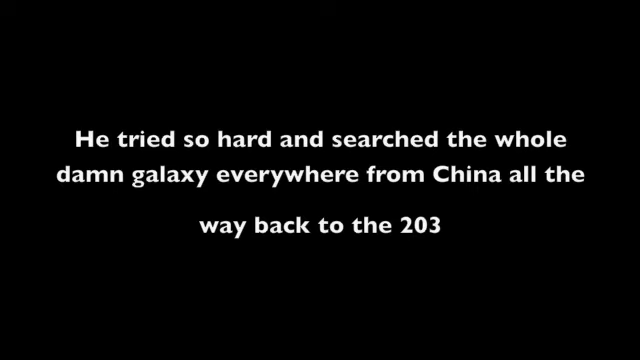 He tried so hard and searched the whole
damn galaxy everywhere from China all the
way back to the 203